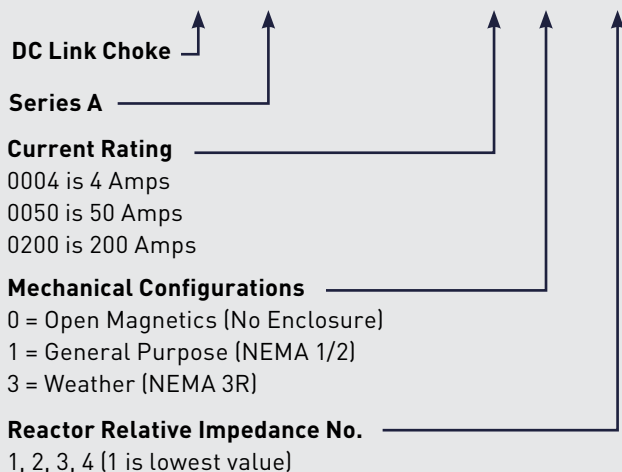 DC Link Choke
Series A
Current Rating
0004 is 4 Amps
0050 is 50 Amps
0200 is 200 Amps
Mechanical Configurations
0 = Open Magnetics (No Enclosure)
1 = General Purpose (NEMA 1/2)
3 = Weather (NEMA 3R)
Reactor Relative Impedance No.
1, 2, 3, 4 (1 is lowest value)